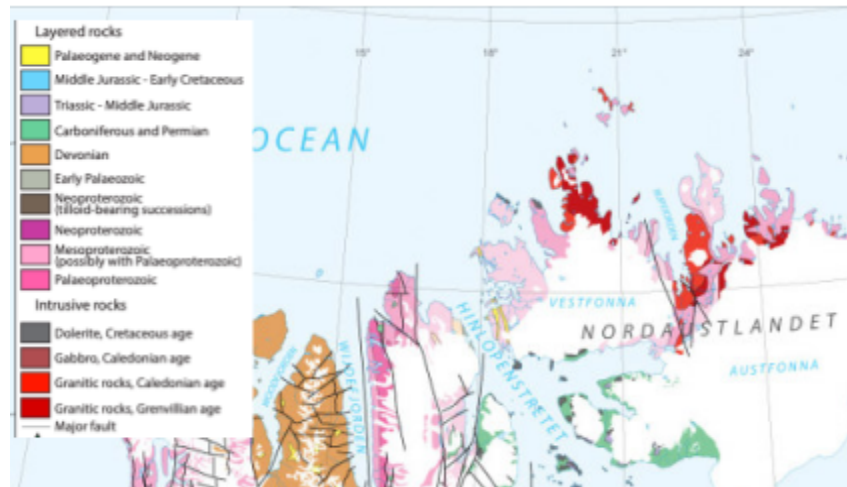 Layered rocks
Palaeogene and Neogene
Middle Jurassic - Early Cretaceous
Triassic - Middle Jurassic
Carboniferous and Permian
Devonian
Early Palaeozoic
Neoproterozoic
(tilloid-bearing successions)
Neoproterozoic
Mesoproterozoic
(possibly with Palaeoproterozoic)
Palaeoproterozoic
Intrusive rocks
Dolerite, Cretaceous age
Gabbro, Caledonian age
Granitic rocks, Caledonian age
Granitic rocks, Grenvillian age
Major fault
15°
18°
21°
24°
OCEAN
VESTFONNA
NORDAUSTLANDET
AUSTFONNA
HINLOPENSTRETET
WIJDEFJORDEN
WOODFJORDEN